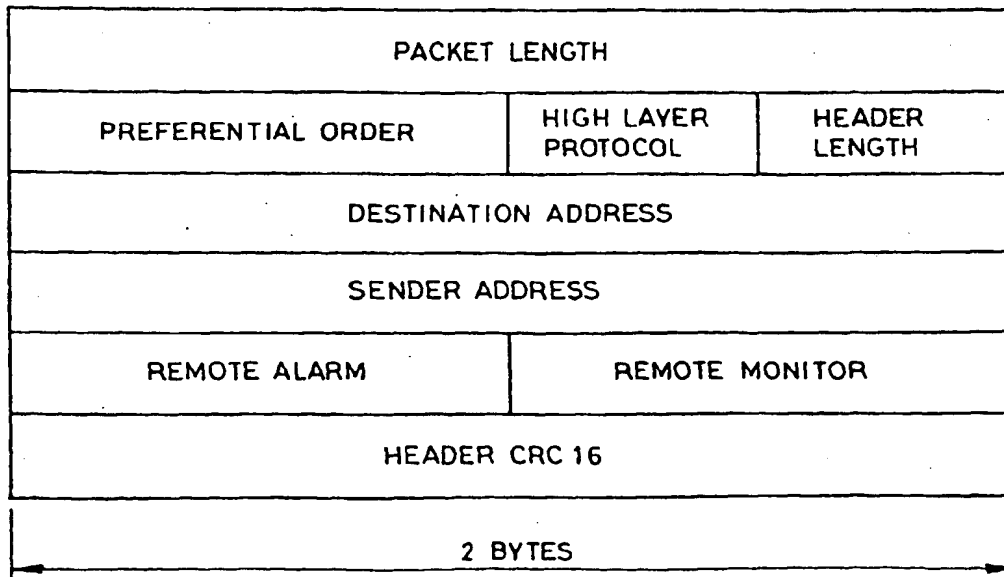 PACKET LENGTH
PREFERENTIAL ORDER
HIGH LAYER
PROTOCOL
HEADER
LENGTH
DESTINATION ADDRESS
SENDER ADDRESS
REMOTE ALARM
REMOTE MONITOR
HEADER CRC 16
2 BYTES